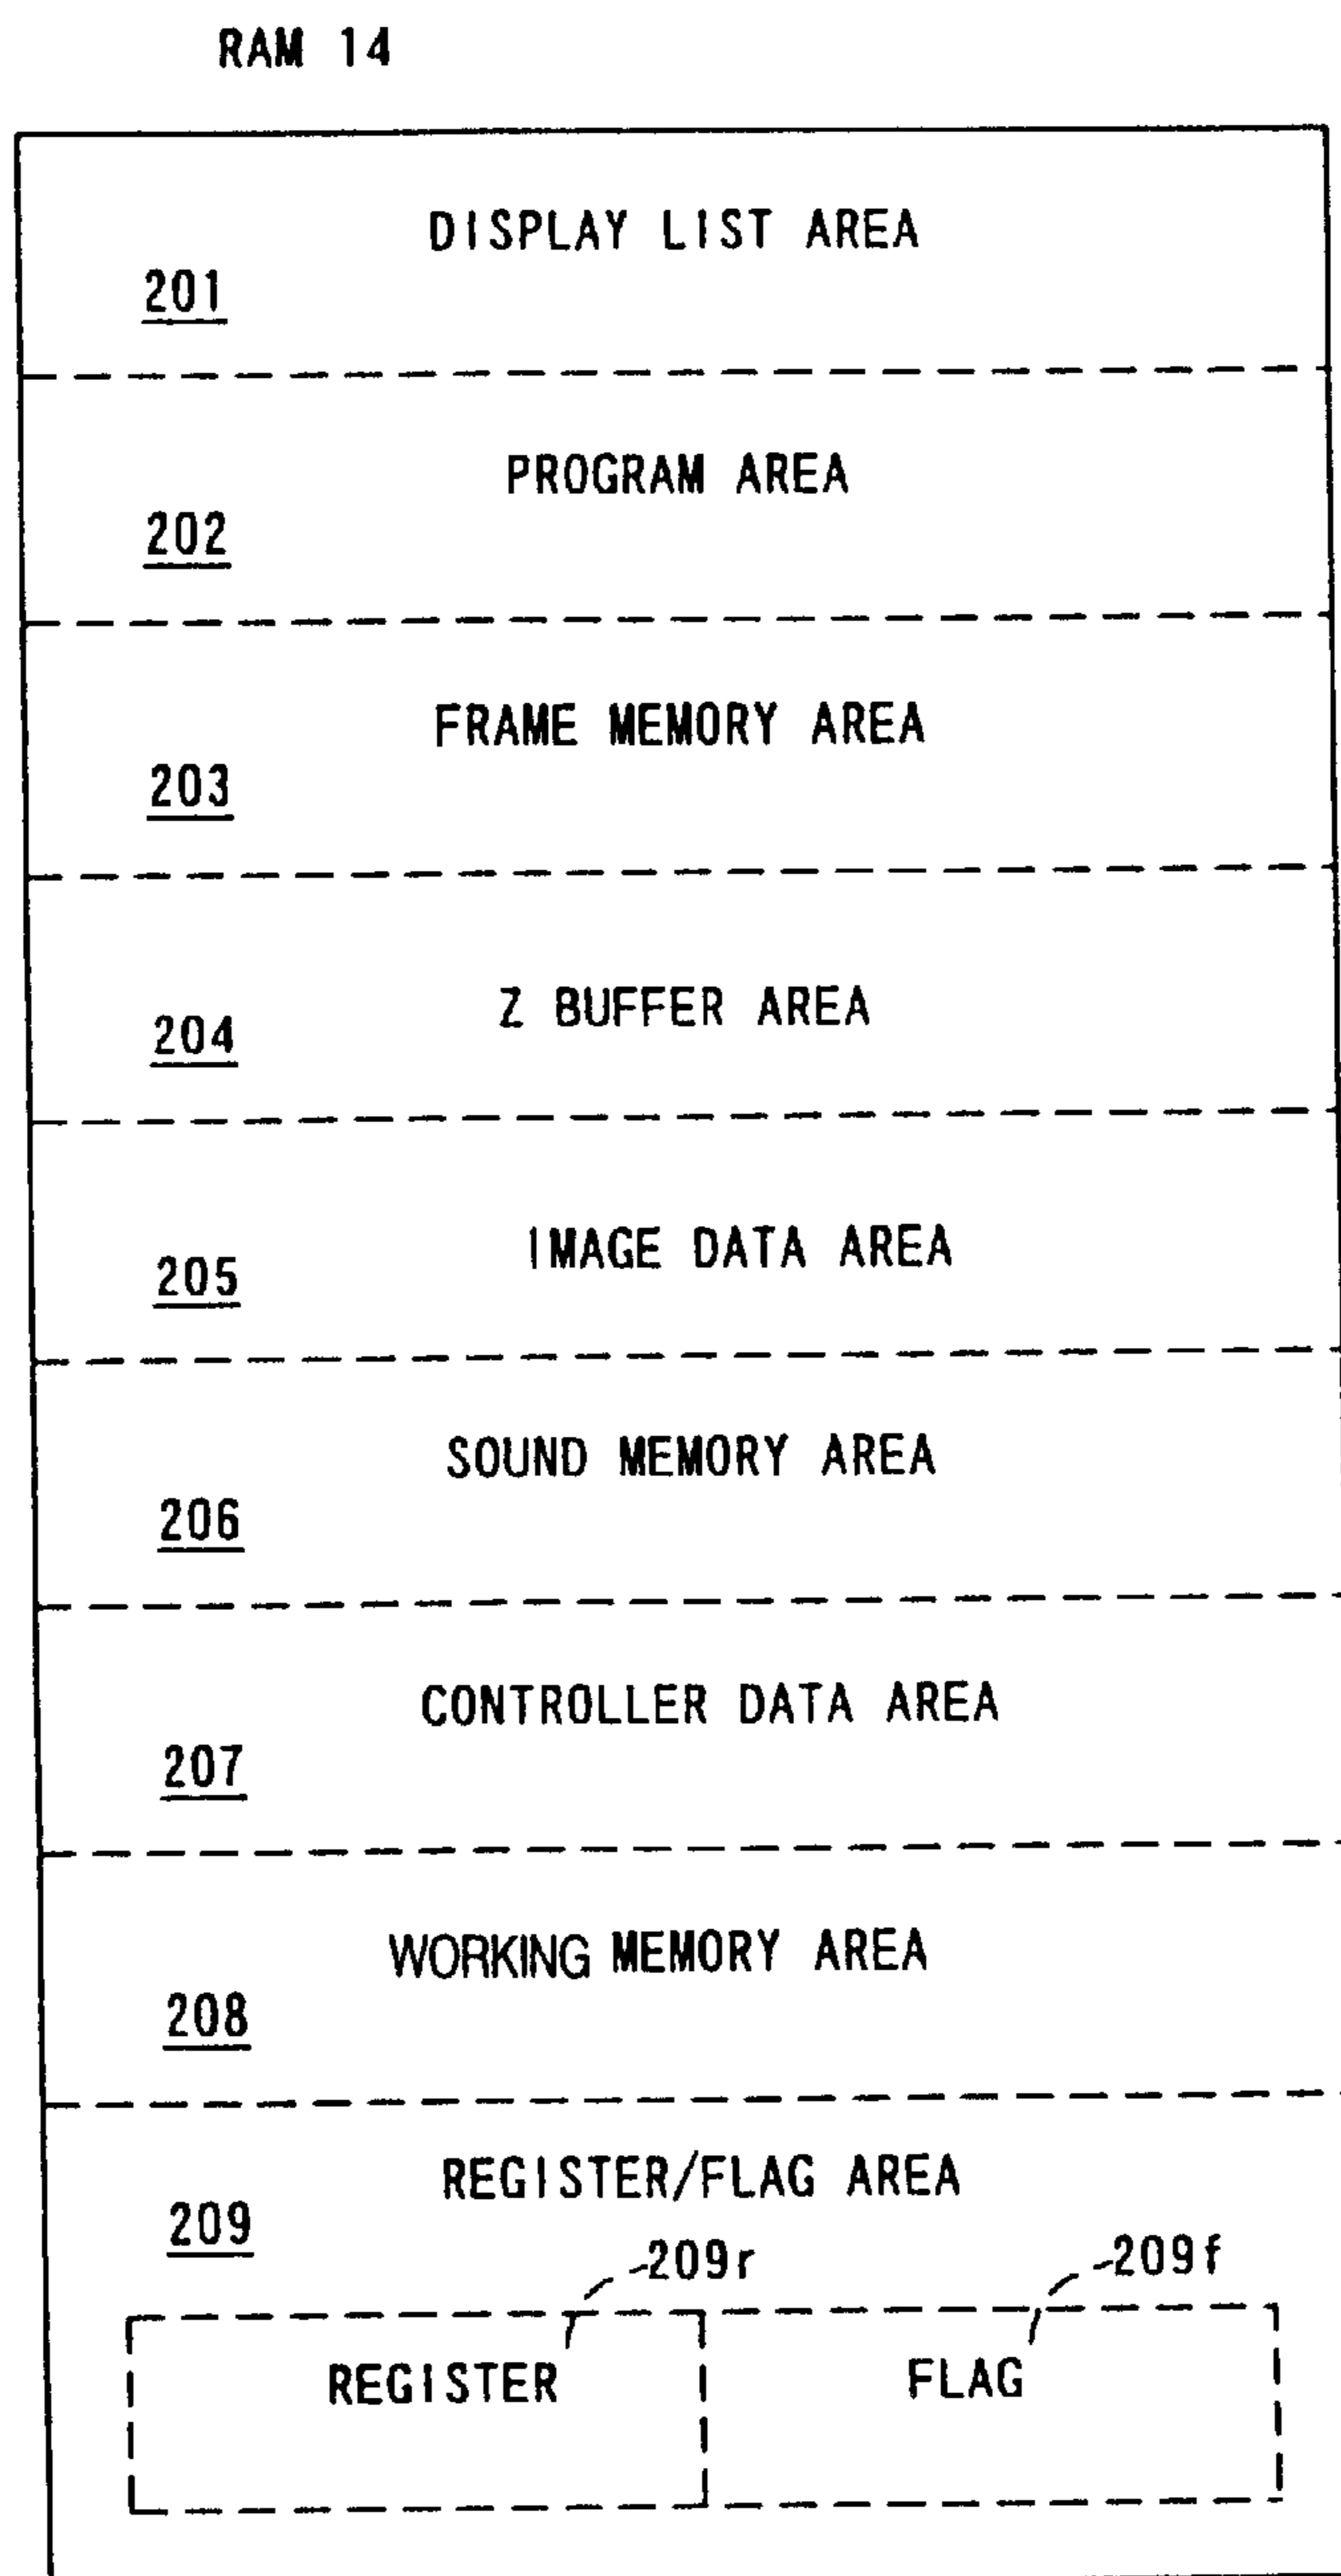 RAM 14
DISPLAY LIST AREA
201
PROGRAM AREA
202
FRAME MEMORY AREA
203
Z BUFFER AREA
204
IMAGE DATA AREA
205
SOUND MEMORY AREA
206
CONTROLLER DATA AREA
207
WORKING MEMORY AREA
208
REGISTER/FLAG AREA
209
209r 209f
REGISTER FLAG